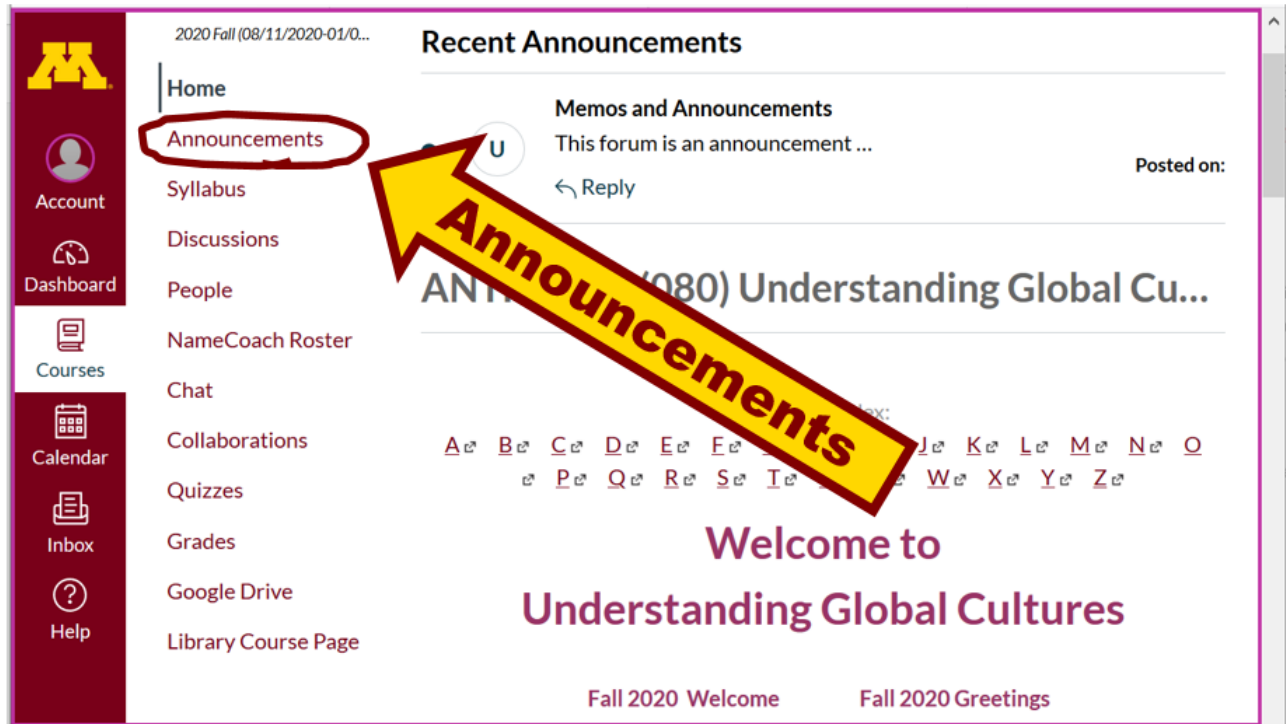 M
Account
Dashboard
Courses
Calendar
Inbox
Help
2020 Fall (08/11/2020-01/0...
Home
Announcements
Syllabus
Discussions
People
NameCoach Roster
Chat
Collaborations
Quizzes
Grades
Google Drive
Library Course Page
Recent Announcements
U
Memos and Announcements
This forum is an announcement ...
Reply
Posted on:
Announcements
Understanding Global Cu...
A B C D E F J K L M N O
P Q R S T W X Y Z
Welcome to
Understanding Global Cultures
Fall 2020 Welcome Fall 2020 Greetings